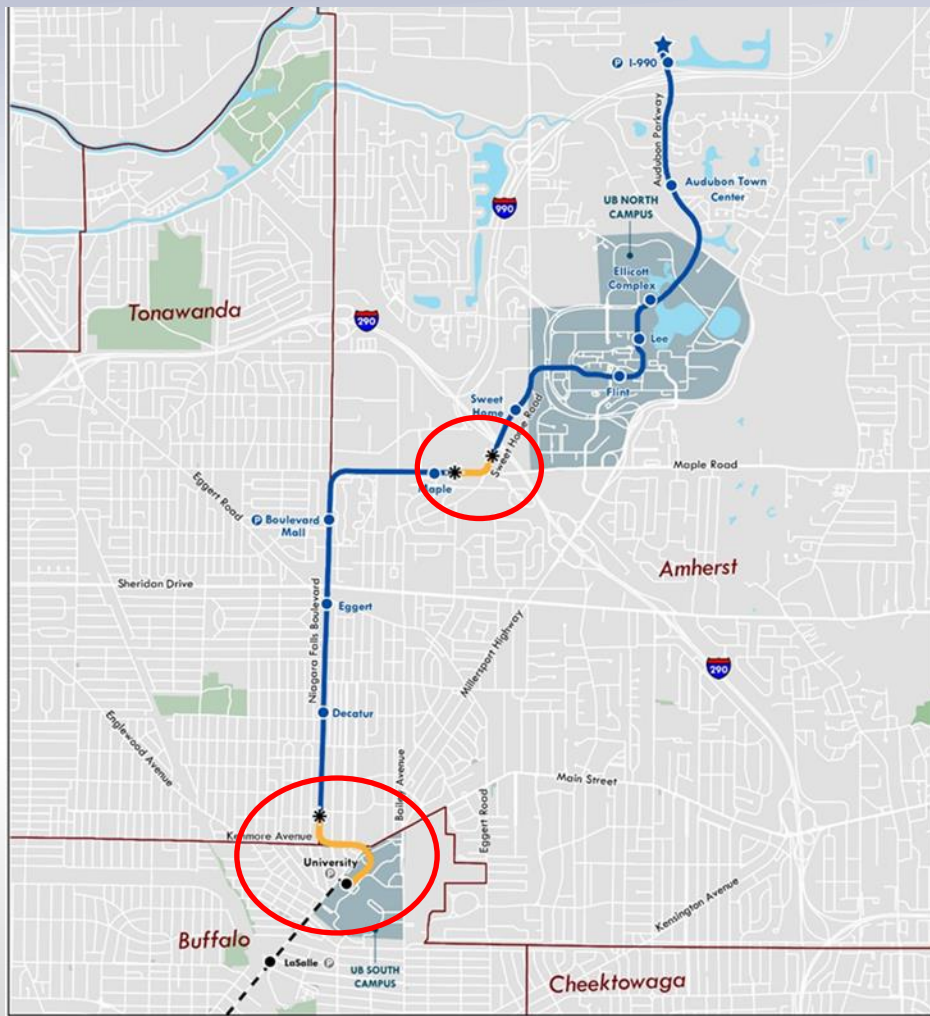 P I-990
Audubon Parkway
Audubon Town
Center
UB NORTH
CAMPUS
990
Ellicott
Complex
Tonawanda
290
Lee
Flint
Sweet
Home
Sweet Home Road
Maple
Maple Road
Eggert Road
P Boulevard
Mall
Amherst
Sheridan Drive
Eggert
Niagara Falls Boulevard
Millersport Highway
290
Decatur
Englewood Avenue
Bailey Avenue
Main Street
Eggert Road
Kenmore Avenue
University
P
Kensington Avenue
Buffalo
LaSalle P
UB SOUTH
CAMPUS
Cheektowaga